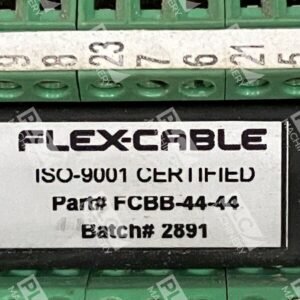 9 8 23 7 6 21 5
FLEX-CABLE
ISO-9001 CERTIFIED
Part# FCBB-44-44
Batch# 2891